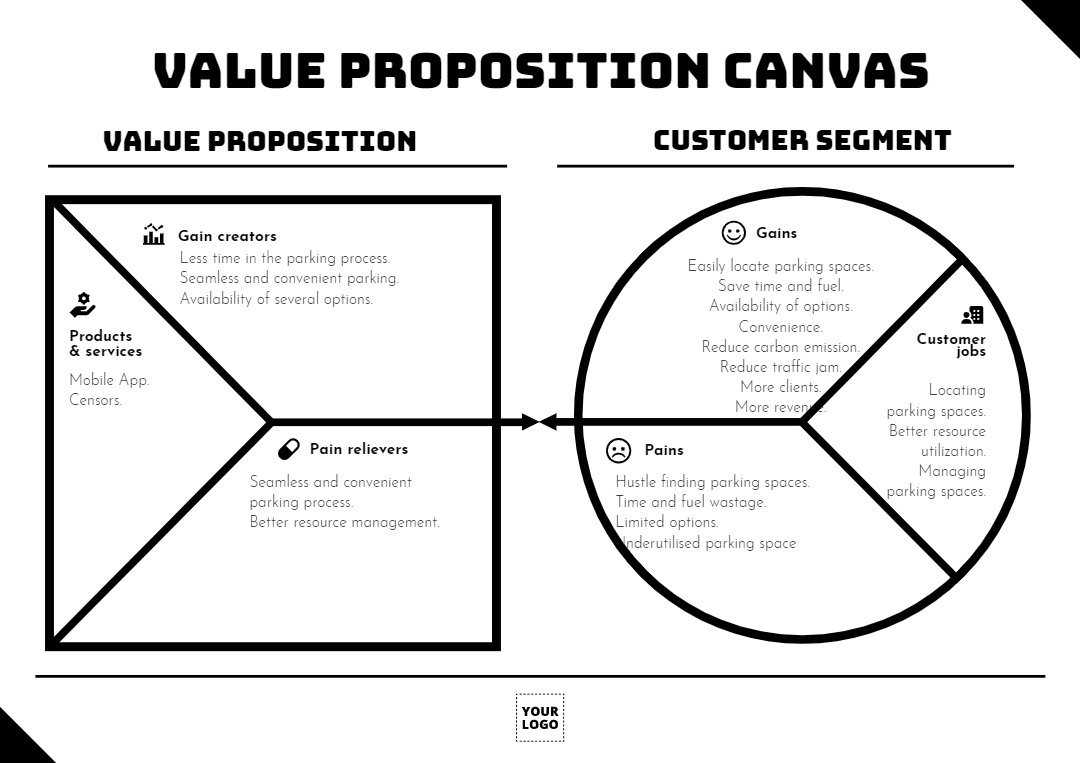 VALUE PROPOSITION CANVAS
VALUE PROPOSITION
Gain creators
Less time in the parking process.
Seamless and convenient parking.
Availability of several options.
Products
& services
Mobile App.
Censors.
Pain relievers
Seamless and convenient
parking process.
Better resource management.
CUSTOMER SEGMENT
Gains
Easily locate parking spaces.
Save time and fuel.
Availability of options.
Convenience.
Reduce carbon emission.
Reduce traffic jam.
More clients.
More revenue.
Customer
jobs
Locating
parking spaces.
Better resource
utilization.
Managing
parking spaces.
Pains
Hustle finding parking spaces.
Time and fuel wastage.
Limited options.
Underutilised parking space
YOUR
LOGO